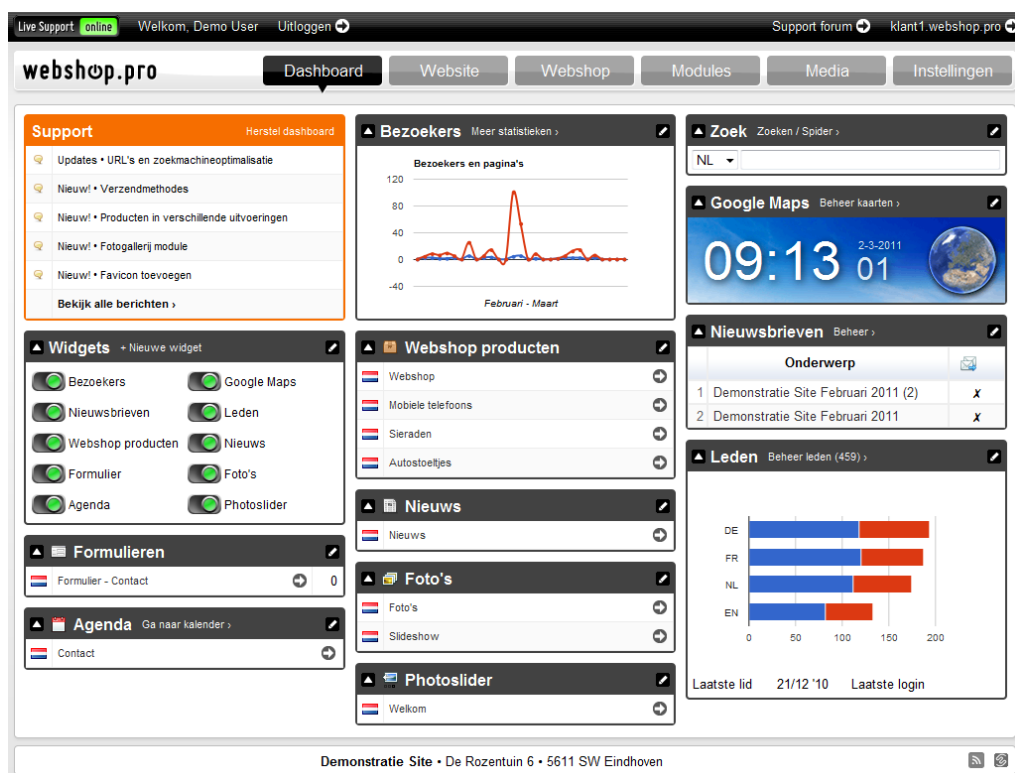 Live Support online Welkom, Demo User Uitloggen Support forum klant1.webshop.pro
webshop.pro Dashboard Website Webshop Modules Media Instellingen
Support Herstel dashboard
Updates • URL's en zoekmachineoptimalisatie
Nieuw! • Verzendmethodes
Nieuw! • Producten in verschillende uitvoeringen
Nieuw! • Fotogallerij module
Nieuw! • Favicon toevoegen
Bekijk alle berichten ›
Widgets + Nieuwe widget
Bezoekers Google Maps
Nieuwsbrieven Leden
Webshop producten Nieuws
Formulier Foto's
Agenda Photoslider
Formulieren
Formulier - Contact 0
Agenda Ga naar kalender ›
Contact
Bezoekers Meer statistieken ›
Bezoekers en pagina's
120
80
40
0
-40
Februari - Maart
Webshop producten
Webshop
Mobiele telefoons
Sieraden
Autostoeltjes
Nieuws
Nieuws
Foto's
Foto's
Slideshow
Photoslider
Welkom
Zoek Zoeken / Spider ›
NL
Google Maps Beheer kaarten ›
09:13 2-3-2011
01
Nieuwsbrieven Beheer ›
Onderwerp
1 Demonstratie Site Februari 2011 (2) x
2 Demonstratie Site Februari 2011 x
Leden Beheer leden (459) ›
DE
FR
NL
EN
0 50 100 150 200
Laatste lid 21/12 '10 Laatste login
Demonstratie Site • De Rozentuin 6 • 5611 SW Eindhoven